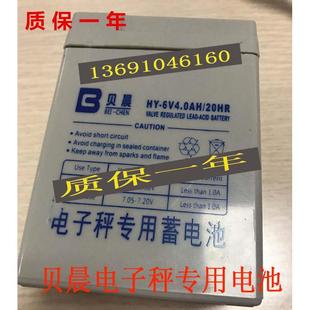 质保一年
13691046160
贝晨
BEI-CHEN
HY-6V4.0AH/20HR
VALVE REGULATED LEAD-ACID BATTERY
CAUTION
Avoid short circuit
Avoid charging in sealed container
Keep away from sparks and flame
Use Type
质保一年
Less than 1.0A
7.05-7.20V
Less than 1.0A
电子秤专用蓄电池
贝晨电子秤专用电池